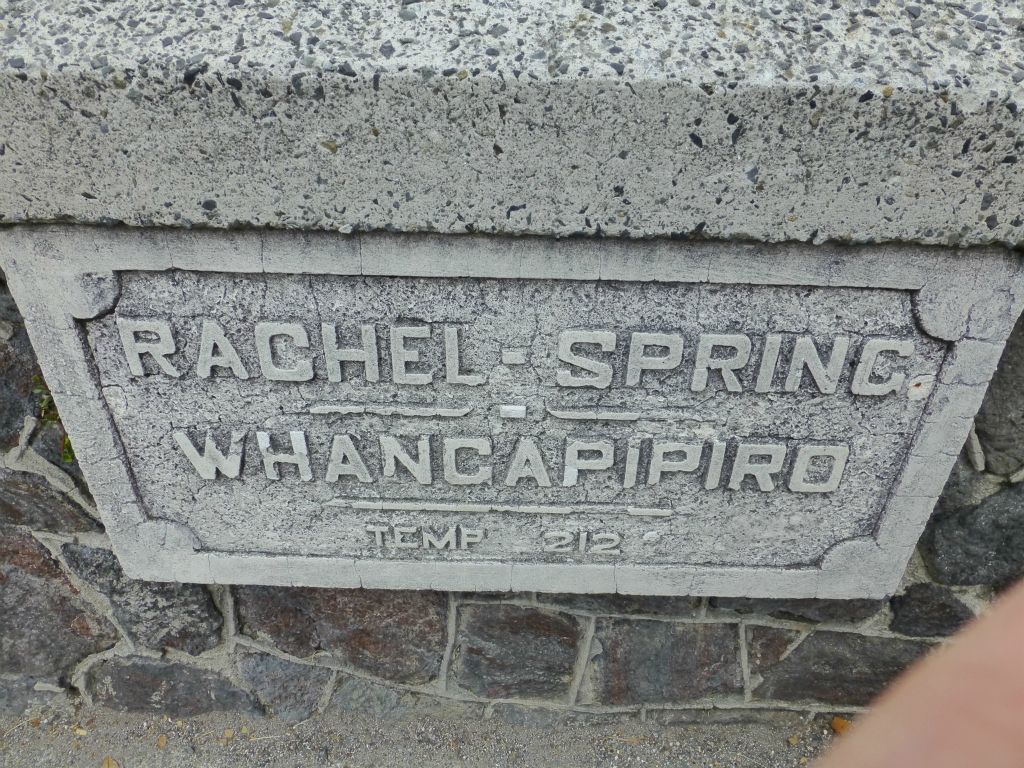 RACHEL - SPRING
-
WHANGAPIPIRO
TEMP 212